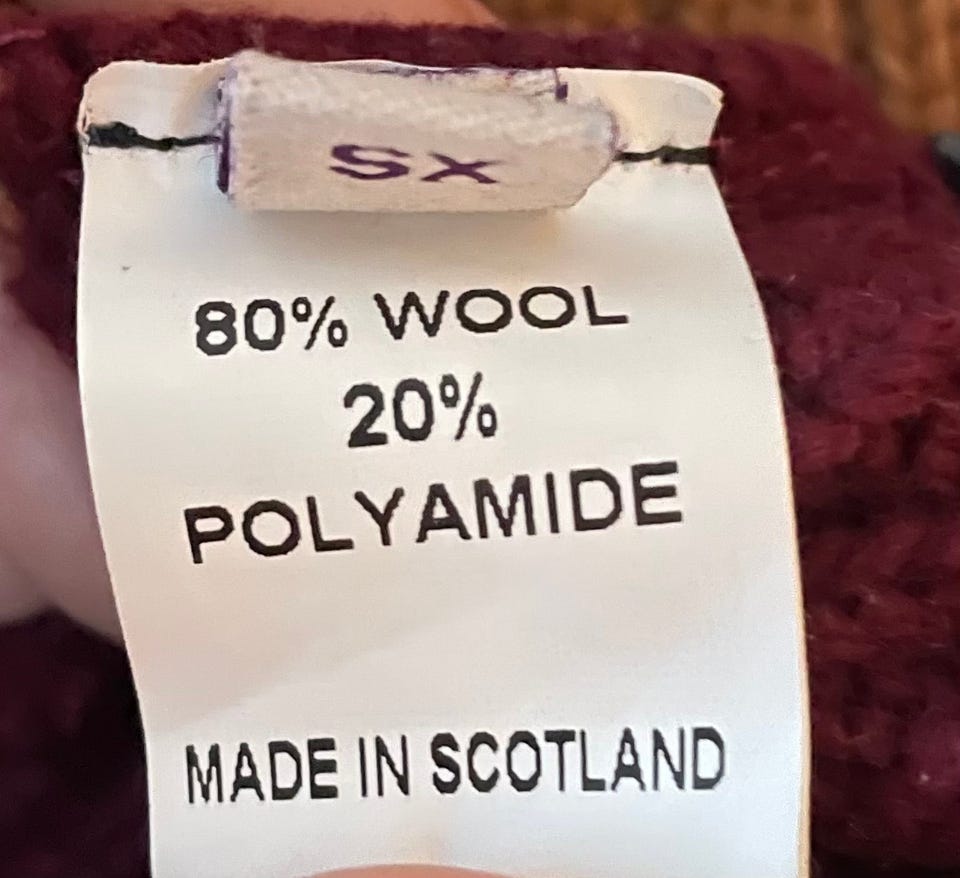 XS
80% WOOL
20%
POLYAMIDE
MADE IN SCOTLAND